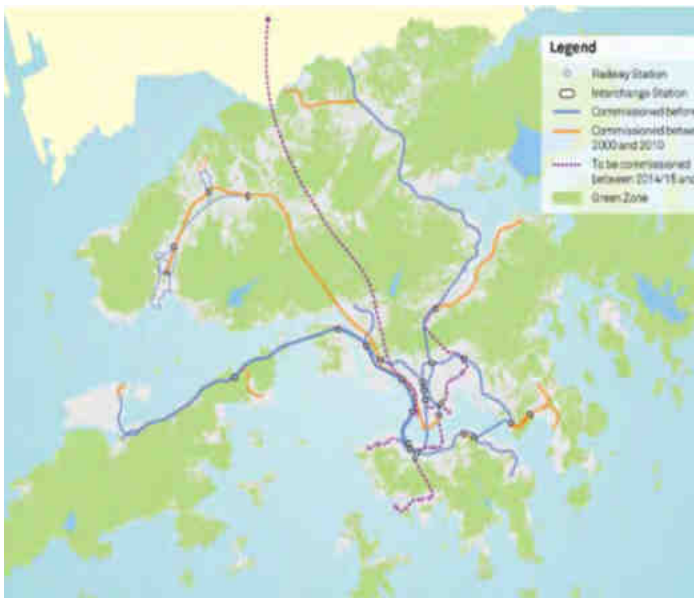 Legend
Railway Station
Interchange Station
Commissioned before
Commissioned
2000 and 2010
To be commissioned
between 2014/15 and
Green Zone